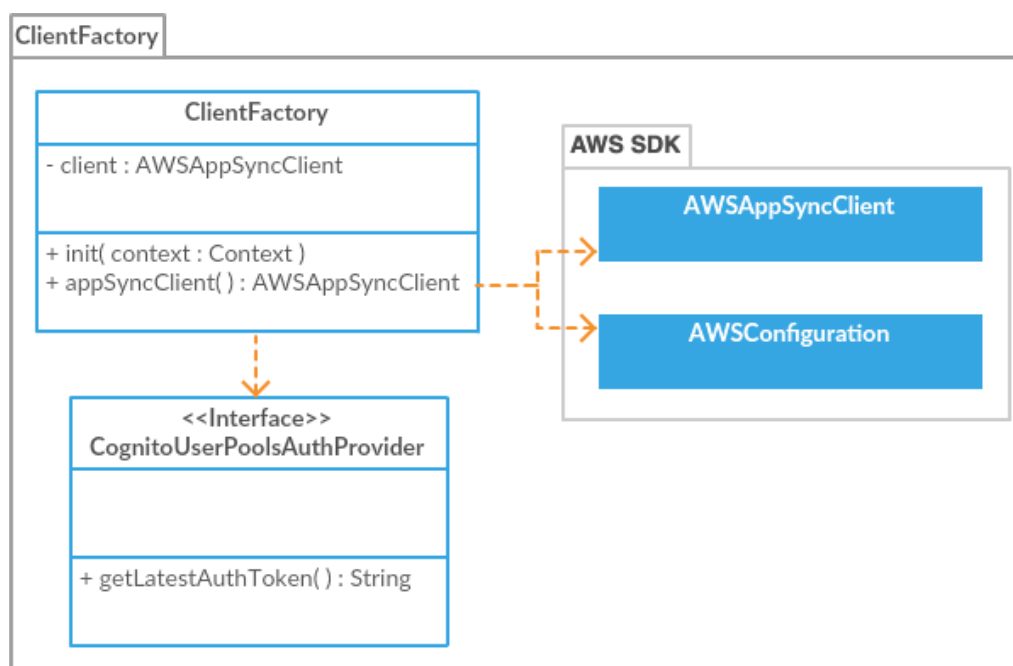 ClientFactory
ClientFactory
- client : AWSAppSyncClient
+ init( context : Context )
+ appSyncClient( ) : AWSAppSyncClient
AWS SDK
AWSAppSyncClient
AWSConfiguration
<<Interface>>
CognitoUserPoolsAuthProvider
+ getLatestAuthToken( ) : String